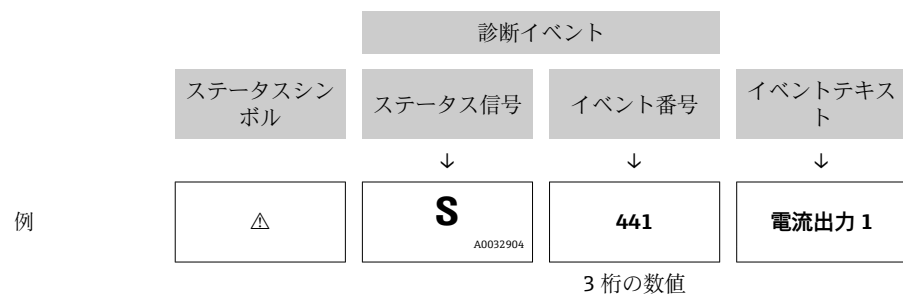 診断イベント
ステータスシン
ボル
ステータス信号
イベント番号
イベントテキス
ト
↓ ↓ ↓
例
⚠
S
A0032904
441
電流出力 1
3 桁の数値